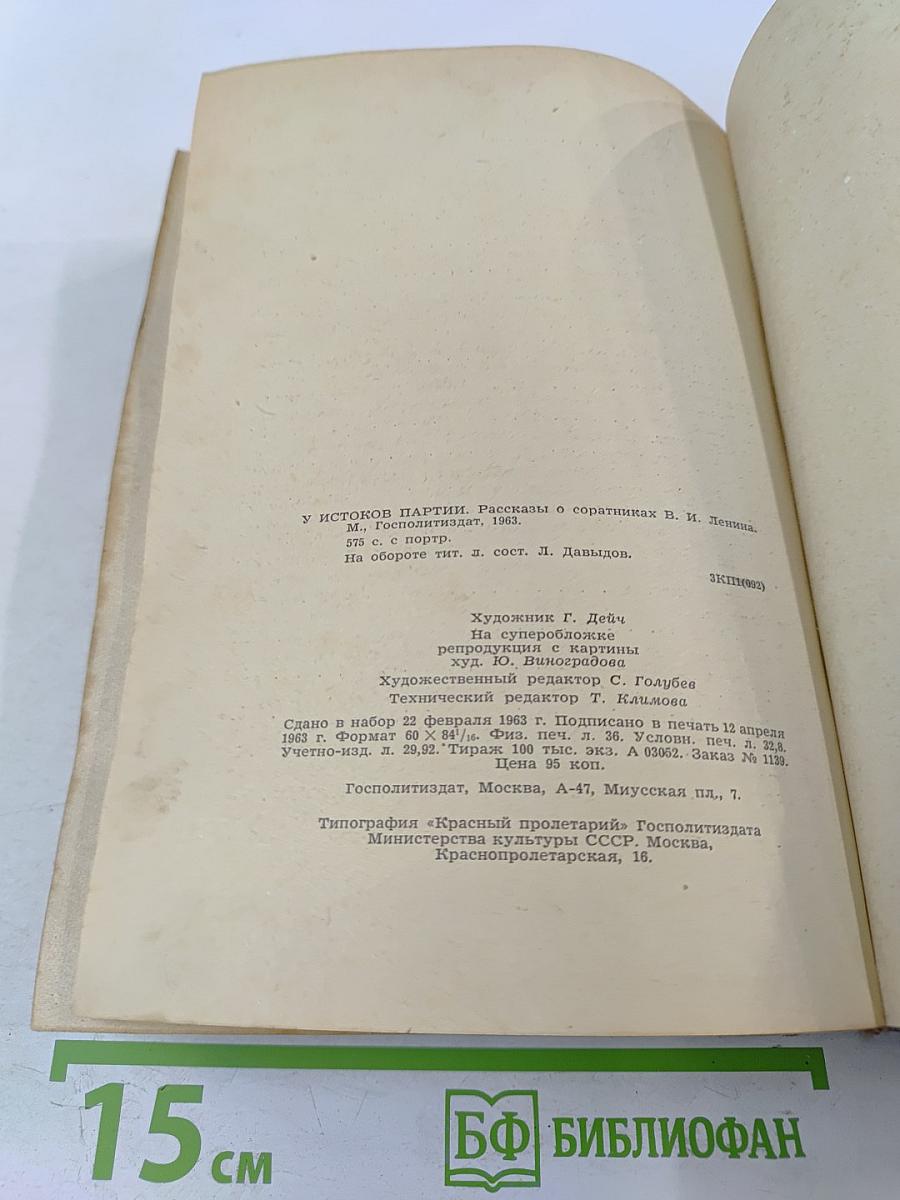 У ИСТОКОВ ПАРТИИ. Рассказы о соратниках В. И. Ленина.
М., Госполитиздат, 1963.
575 с. с портр.
На обороте тит. л. сост. Л. Давыдов.
3КП1(092)
Художник Г. Дейч
На суперобложке
репродукция с картины
худ. Ю. Виноградова
Художественный редактор С. Голубев
Технический редактор Т. Климова
Сдано в набор 22 февраля 1963 г. Подписано в печать 12 апреля
1963 г. Формат 60 × 84¹/₁₆. Физ. печ. л. 36. Условн. печ. л. 32,8.
Учетно-изд. л. 29,92. Тираж 100 тыс. экз. А 03052. Заказ № 1139.
Цена 95 коп.
Госполитиздат, Москва, А-47, Миусская пл., 7.
Типография «Красный пролетарий» Госполитиздата
Министерства культуры СССР. Москва,
Краснопролетарская, 16.
15 см
БФ БИБЛИОФАН